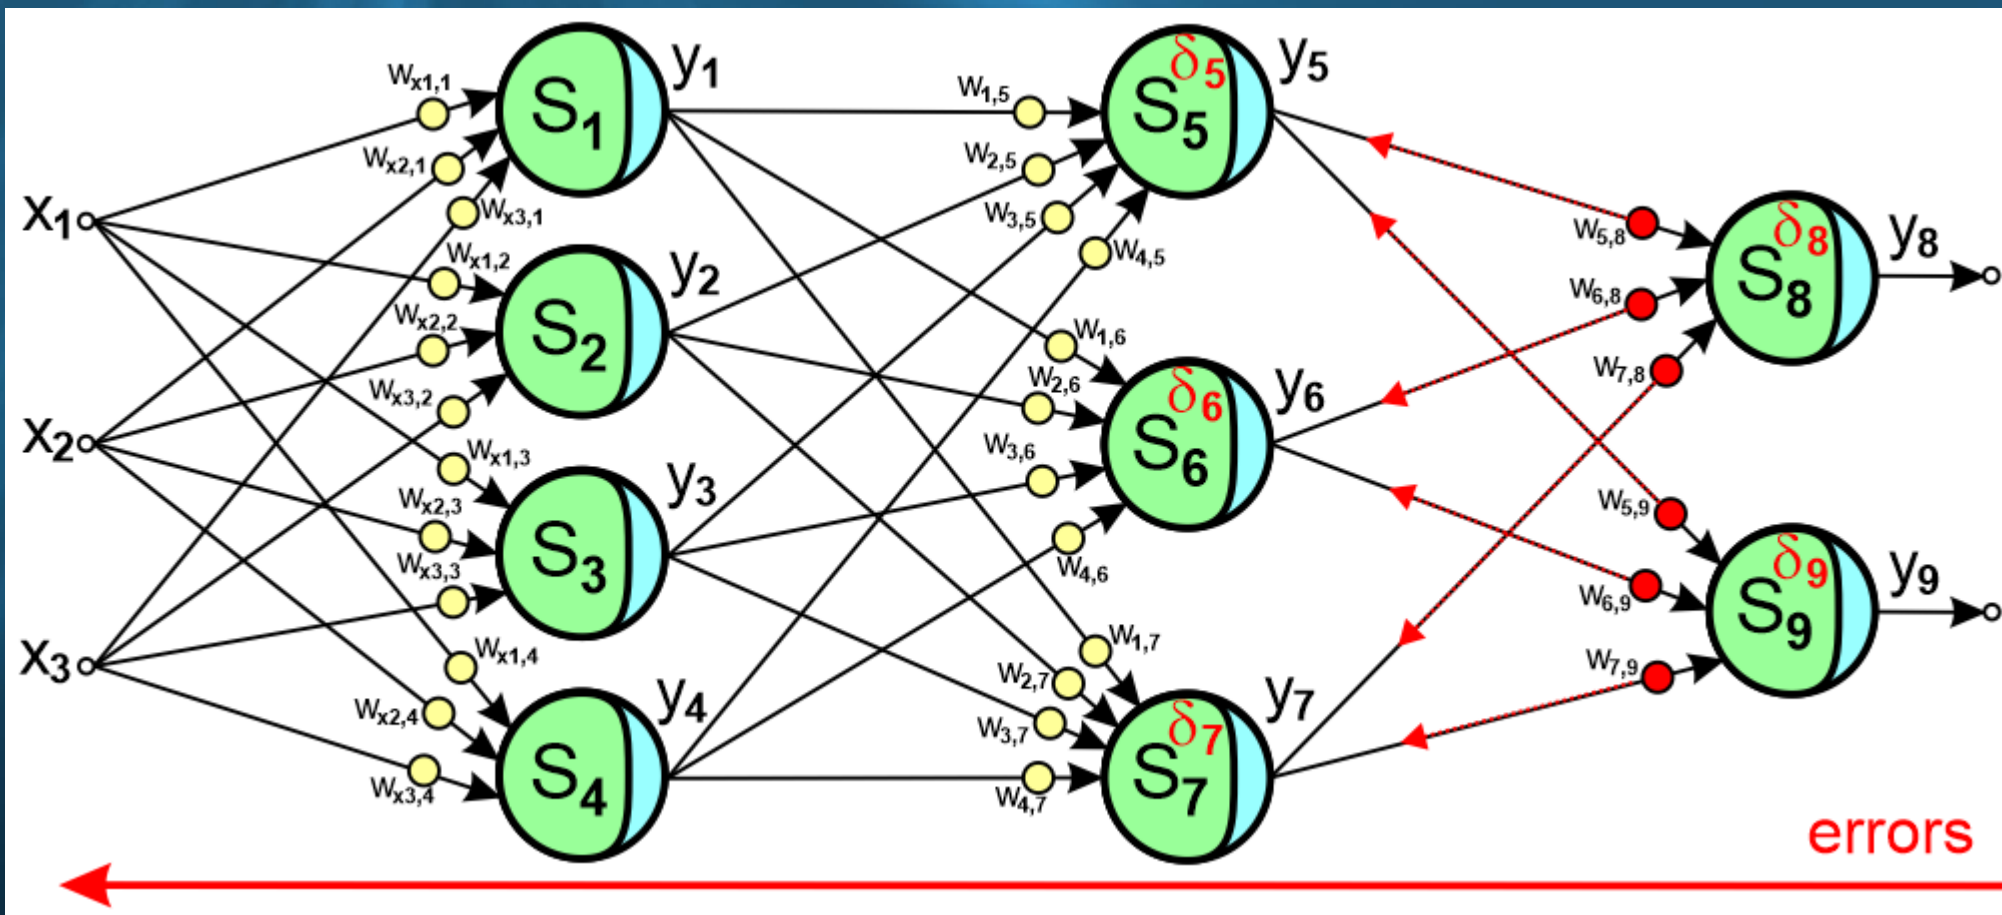 x1
x2
x3
wx1,1
wx2,1
wx3,1
wx1,2
wx2,2
wx3,2
wx1,3
wx2,3
wx3,3
wx1,4
wx2,4
wx3,4
S1
y1
S2
y2
S3
y3
S4
y4
w1,5
w2,5
w3,5
w4,5
w1,6
w2,6
w3,6
w4,6
w1,7
w2,7
w3,7
w4,7
δ5
S5
y5
δ6
S6
y6
δ7
S7
y7
w5,8
w6,8
w7,8
w5,9
w6,9
w7,9
δ8
S8
y8
δ9
S9
y9
errors